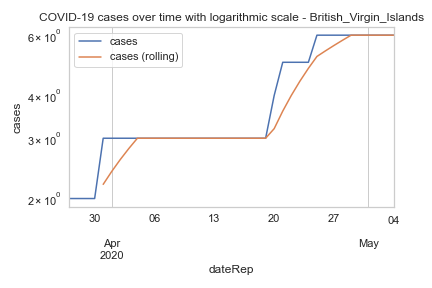 COVID-19 cases over time with logarithmic scale - British_Virgin_Islands
cases
cases (rolling)
6 × 10⁰
4 × 10⁰
3 × 10⁰
2 × 10⁰
cases
30 06 13 20 27 04
Apr May
2020
dateRep